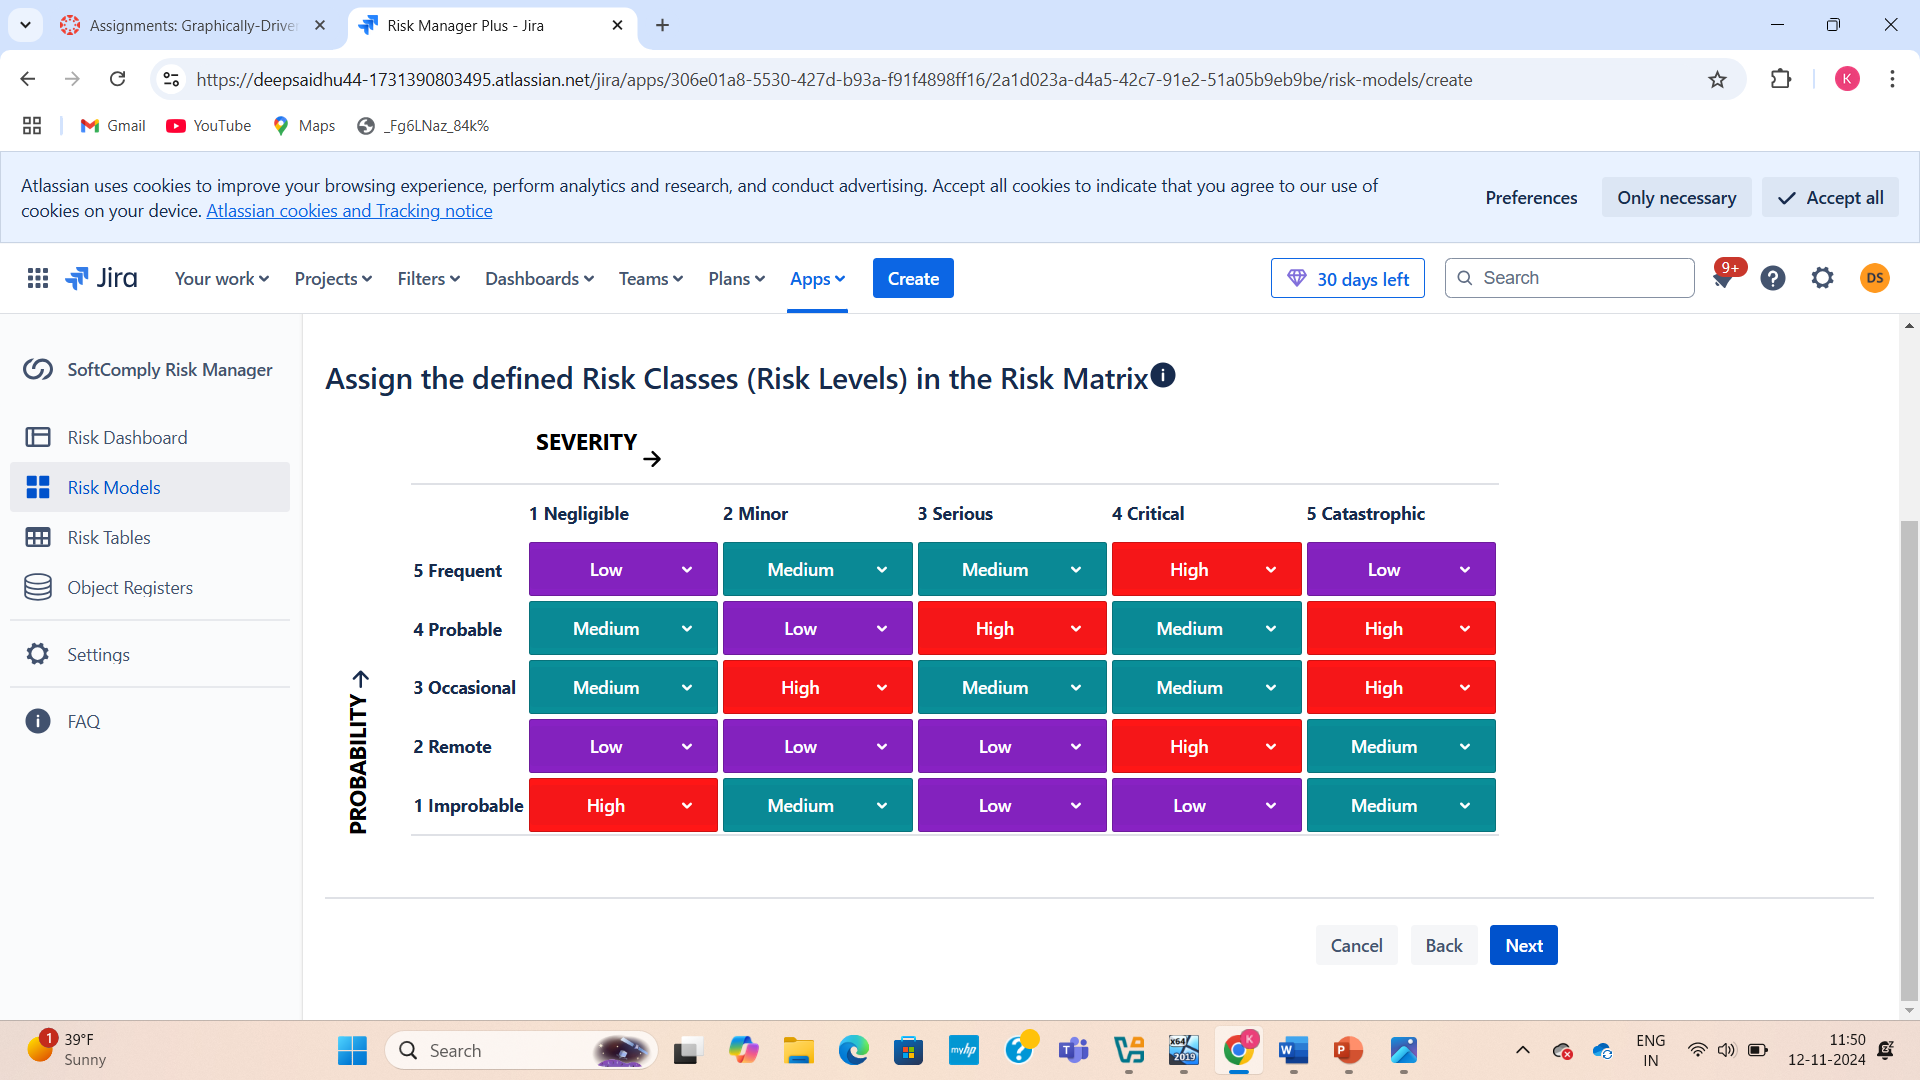 Assignments: Graphically-Driver
Risk Manager Plus - Jira
https://deepsaidhu44-1731390803495.atlassian.net/jira/apps/306e01a8-5530-427d-b93a-f91f4898ff16/2a1d023a-d4a5-42c7-91e2-51a05b9eb9be/risk-models/create
K
Gmail
YouTube
Maps
_Fg6LNaz_84k%
Atlassian uses cookies to improve your browsing experience, perform analytics and research, and conduct advertising. Accept all cookies to indicate that you agree to our use of
cookies on your device. Atlassian cookies and Tracking notice
Preferences
Only necessary
Accept all
Jira
Your work
Projects
Filters
Dashboards
Teams
Plans
Apps
Create
30 days left
Search
9+
DS
SoftComply Risk Manager
Risk Dashboard
Risk Models
Risk Tables
Object Registers
Settings
FAQ
Assign the defined Risk Classes (Risk Levels) in the Risk Matrix
SEVERITY
PROBABILITY
1 Negligible 2 Minor 3 Serious 4 Critical 5 Catastrophic
5 Frequent Low Medium Medium High Low
4 Probable Medium Low High Medium High
3 Occasional Medium High Medium Medium High
2 Remote Low Low Low High Medium
1 Improbable High Medium Low Low Medium
Cancel
Back
Next
1
39°F
Sunny
Search
myhp
x64
2019
K
ENG
IN
11:50
12-11-2024